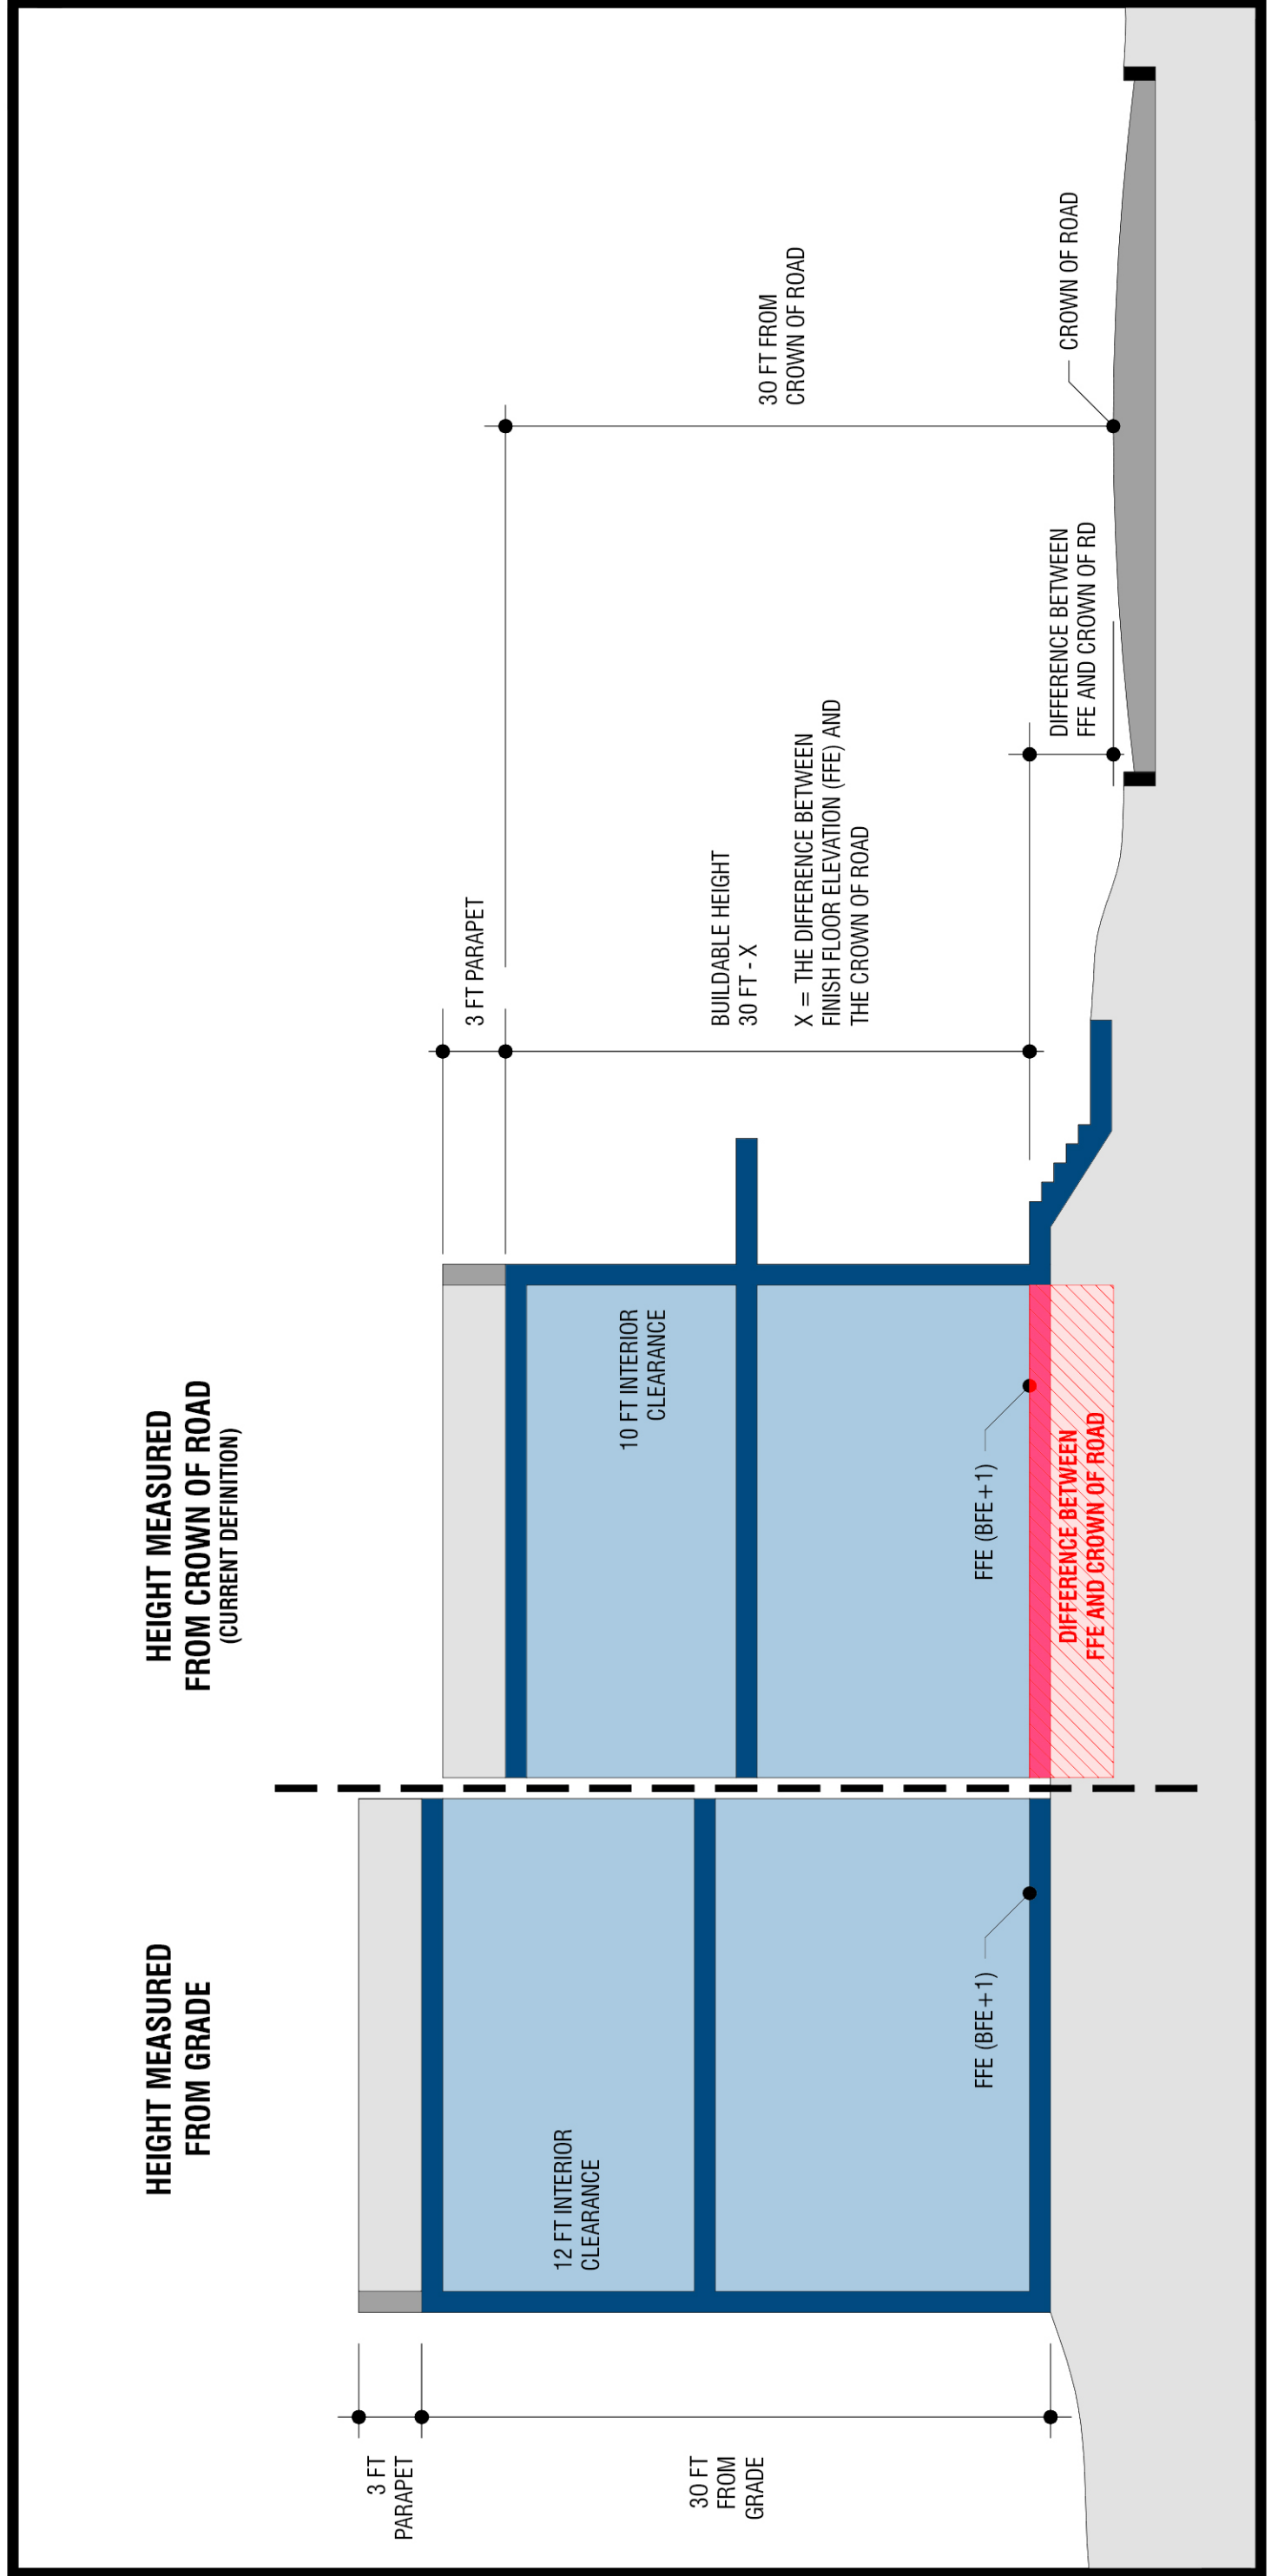 HEIGHT MEASURED
FROM GRADE
HEIGHT MEASURED
FROM CROWN OF ROAD
(CURRENT DEFINITION)
3 FT
PARAPET
30 FT
FROM
GRADE
12 FT INTERIOR
CLEARANCE
FFE (BFE+1)
10 FT INTERIOR
CLEARANCE
FFE (BFE+1)
DIFFERENCE BETWEEN
FFE AND CROWN OF ROAD
3 FT PARAPET
BUILDABLE HEIGHT
30 FT - X
X = THE DIFFERENCE BETWEEN
FINISH FLOOR ELEVATION (FFE) AND
THE CROWN OF ROAD
DIFFERENCE BETWEEN
FFE AND CROWN OF RD
30 FT FROM
CROWN OF ROAD
CROWN OF ROAD